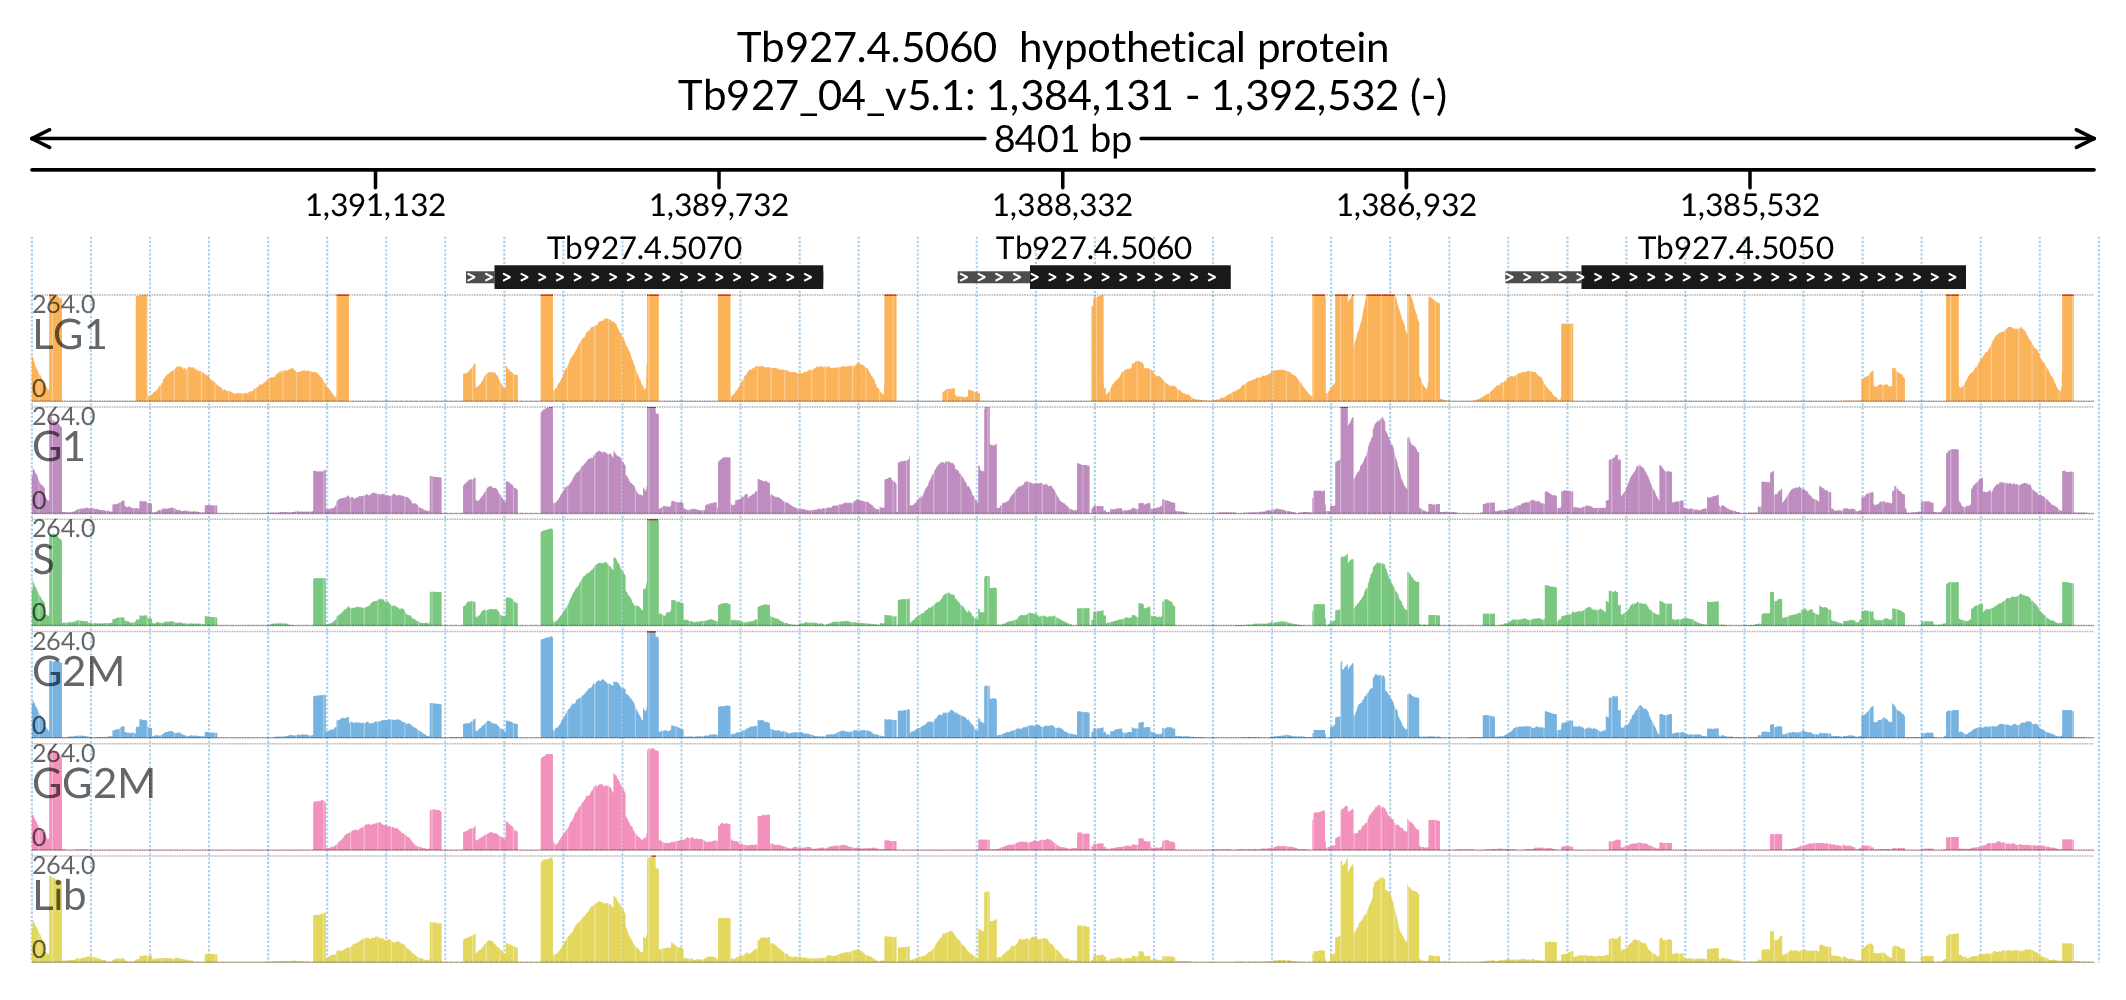 Tb927.4.5060  hypothetical protein
Tb927_04_v5.1: 1,384,131 - 1,392,532 (-)
8401 bp
1,391,132 1,389,732 1,388,332 1,386,932 1,385,532
Tb927.4.5070 Tb927.4.5060 Tb927.4.5050
264.0
LG1
0
264.0
G1
0
264.0
S
0
264.0
G2M
0
264.0
GG2M
0
264.0
Lib
0